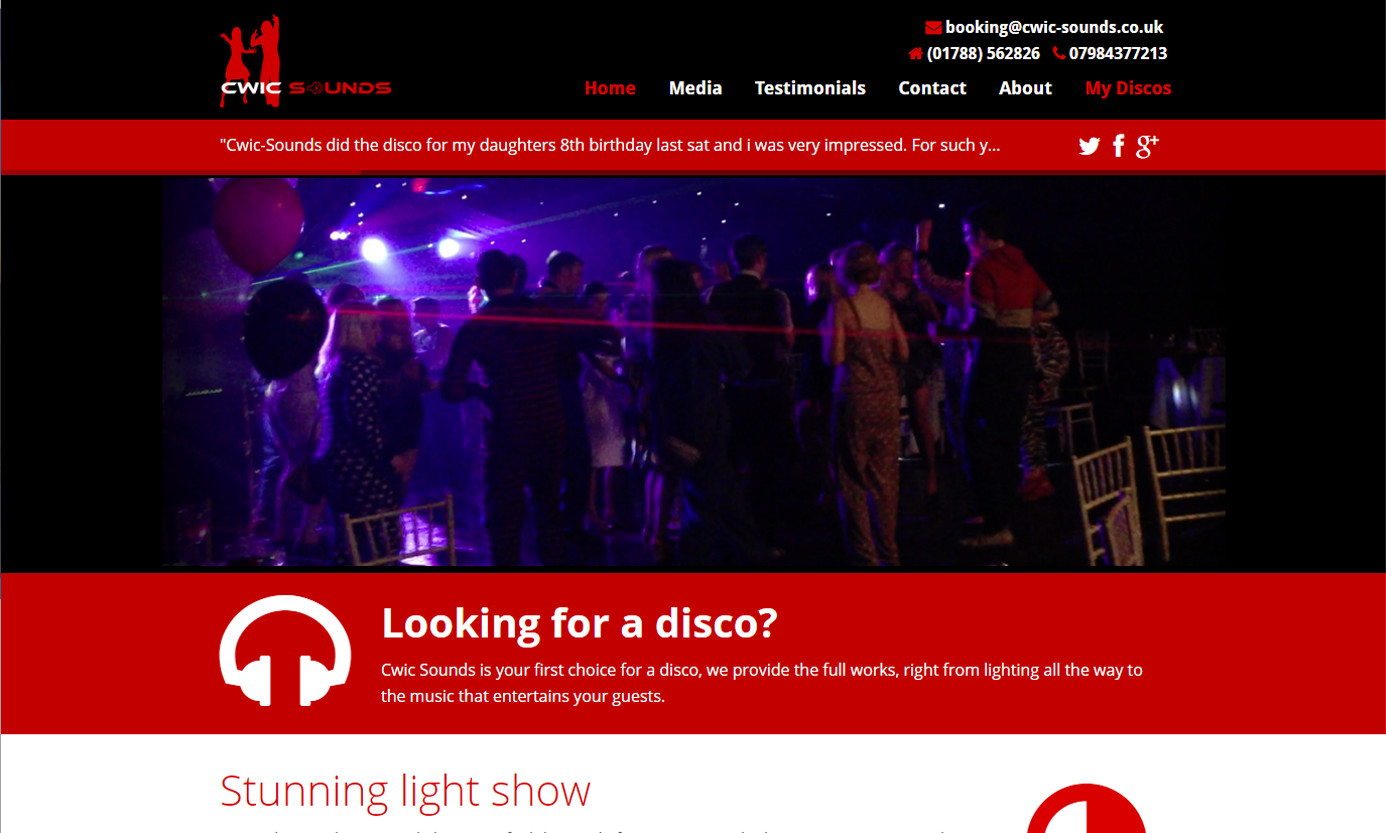 booking@cwic-sounds.co.uk
(01788) 562826 07984377213
CWIC SOUNDS
Home Media Testimonials Contact About My Discos
"Cwic-Sounds did the disco for my daughters 8th birthday last sat and i was very impressed. For such y...
Looking for a disco?
Cwic Sounds is your first choice for a disco, we provide the full works, right from lighting all the way to
the music that entertains your guests.
Stunning light show